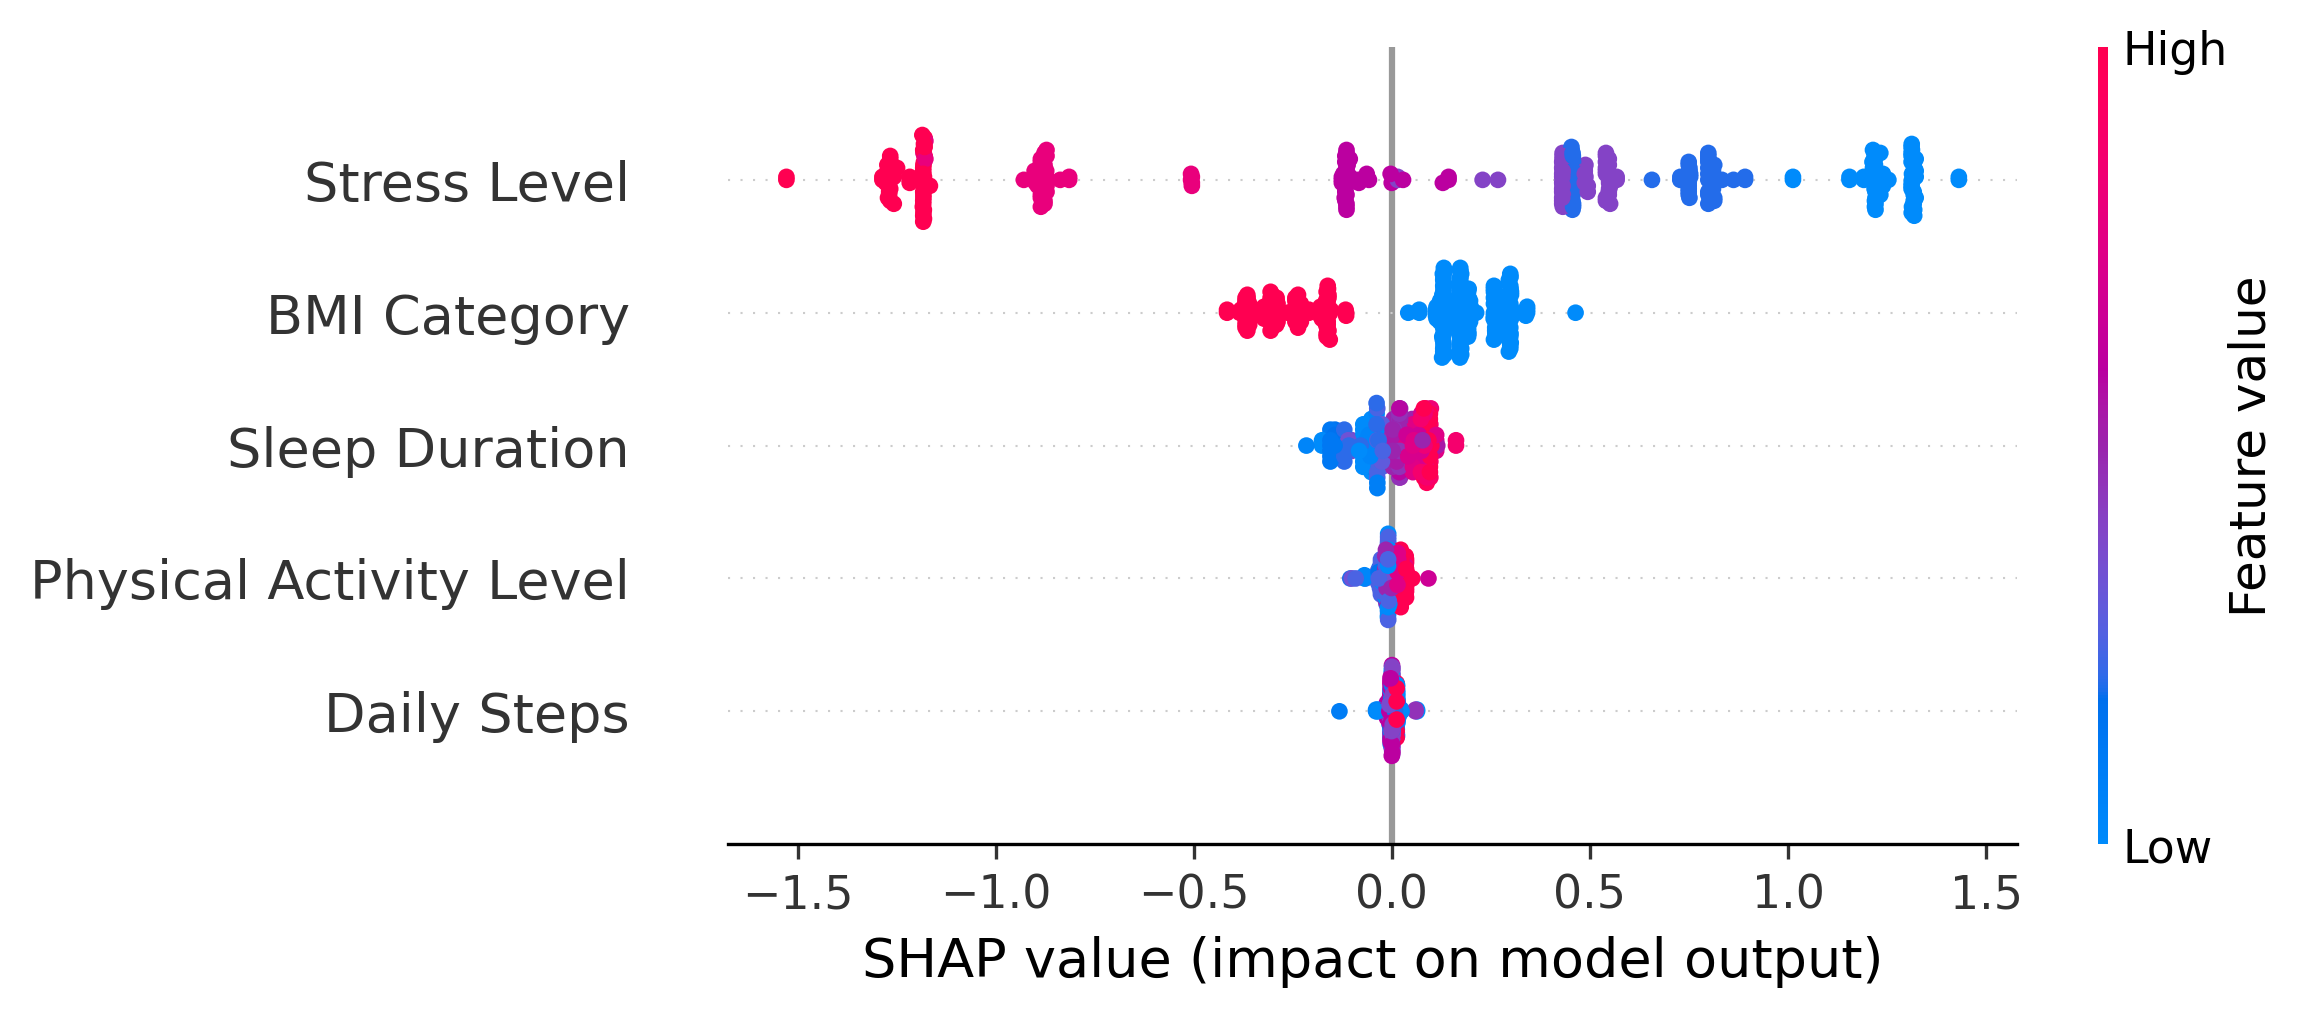 High
Stress Level
BMI Category
Sleep Duration
Physical Activity Level
Daily Steps
Feature value
Low
−1.5 −1.0 −0.5 0.0 0.5 1.0 1.5
SHAP value (impact on model output)